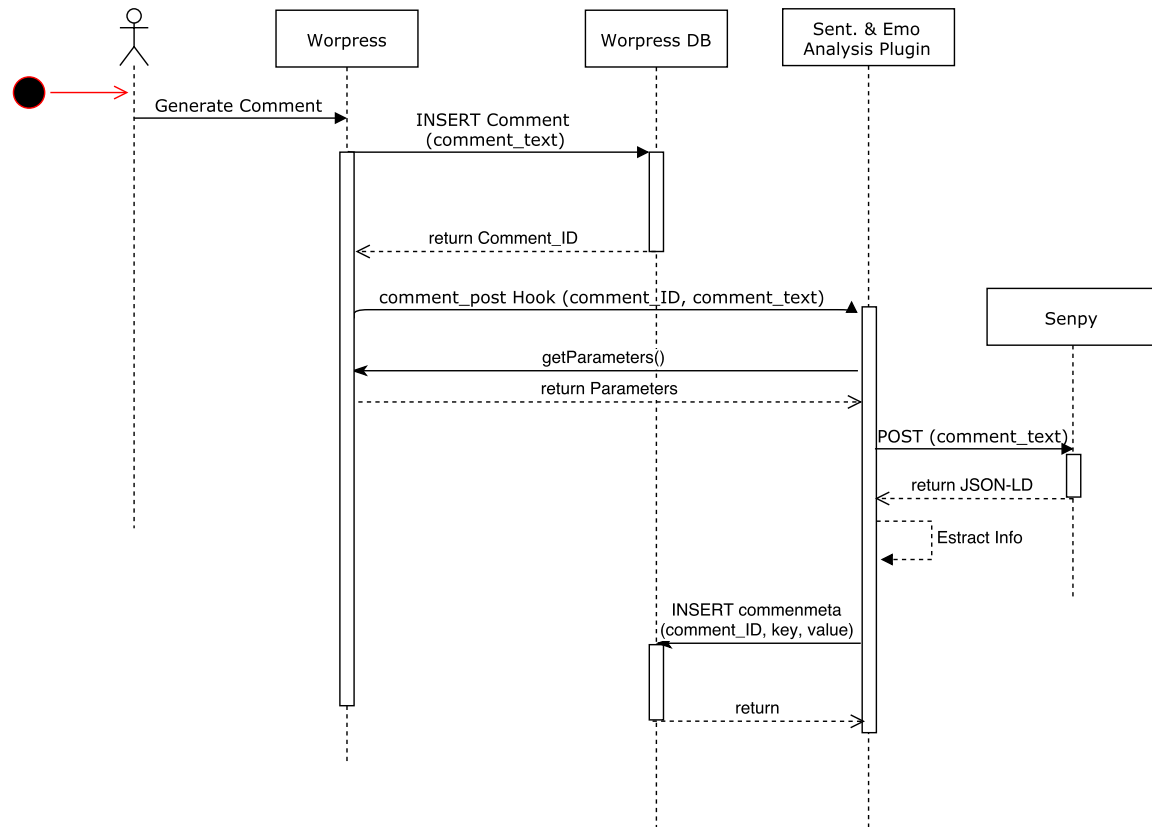 Worpress
Worpress DB
Sent. & Emo
Analysis Plugin
Generate Comment
INSERT Comment
(comment_text)
return Comment_ID
comment_post Hook (comment_ID, comment_text)
Senpy
getParameters()
return Parameters
POST (comment_text)
return JSON-LD
Estract Info
INSERT commenmeta
(comment_ID, key, value)
return